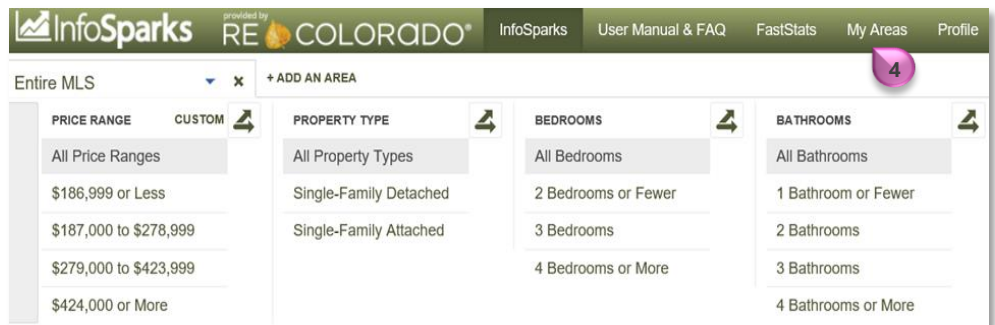 InfoSparks provided by RE COLORADO® InfoSparks User Manual & FAQ FastStats My Areas Profile
4
Entire MLS × + ADD AN AREA
PRICE RANGE CUSTOM PROPERTY TYPE BEDROOMS BATHROOMS
All Price Ranges All Property Types All Bedrooms All Bathrooms
$186,999 or Less Single-Family Detached 2 Bedrooms or Fewer 1 Bathroom or Fewer
$187,000 to $278,999 Single-Family Attached 3 Bedrooms 2 Bathrooms
$279,000 to $423,999 4 Bedrooms or More 3 Bathrooms
$424,000 or More 4 Bathrooms or More